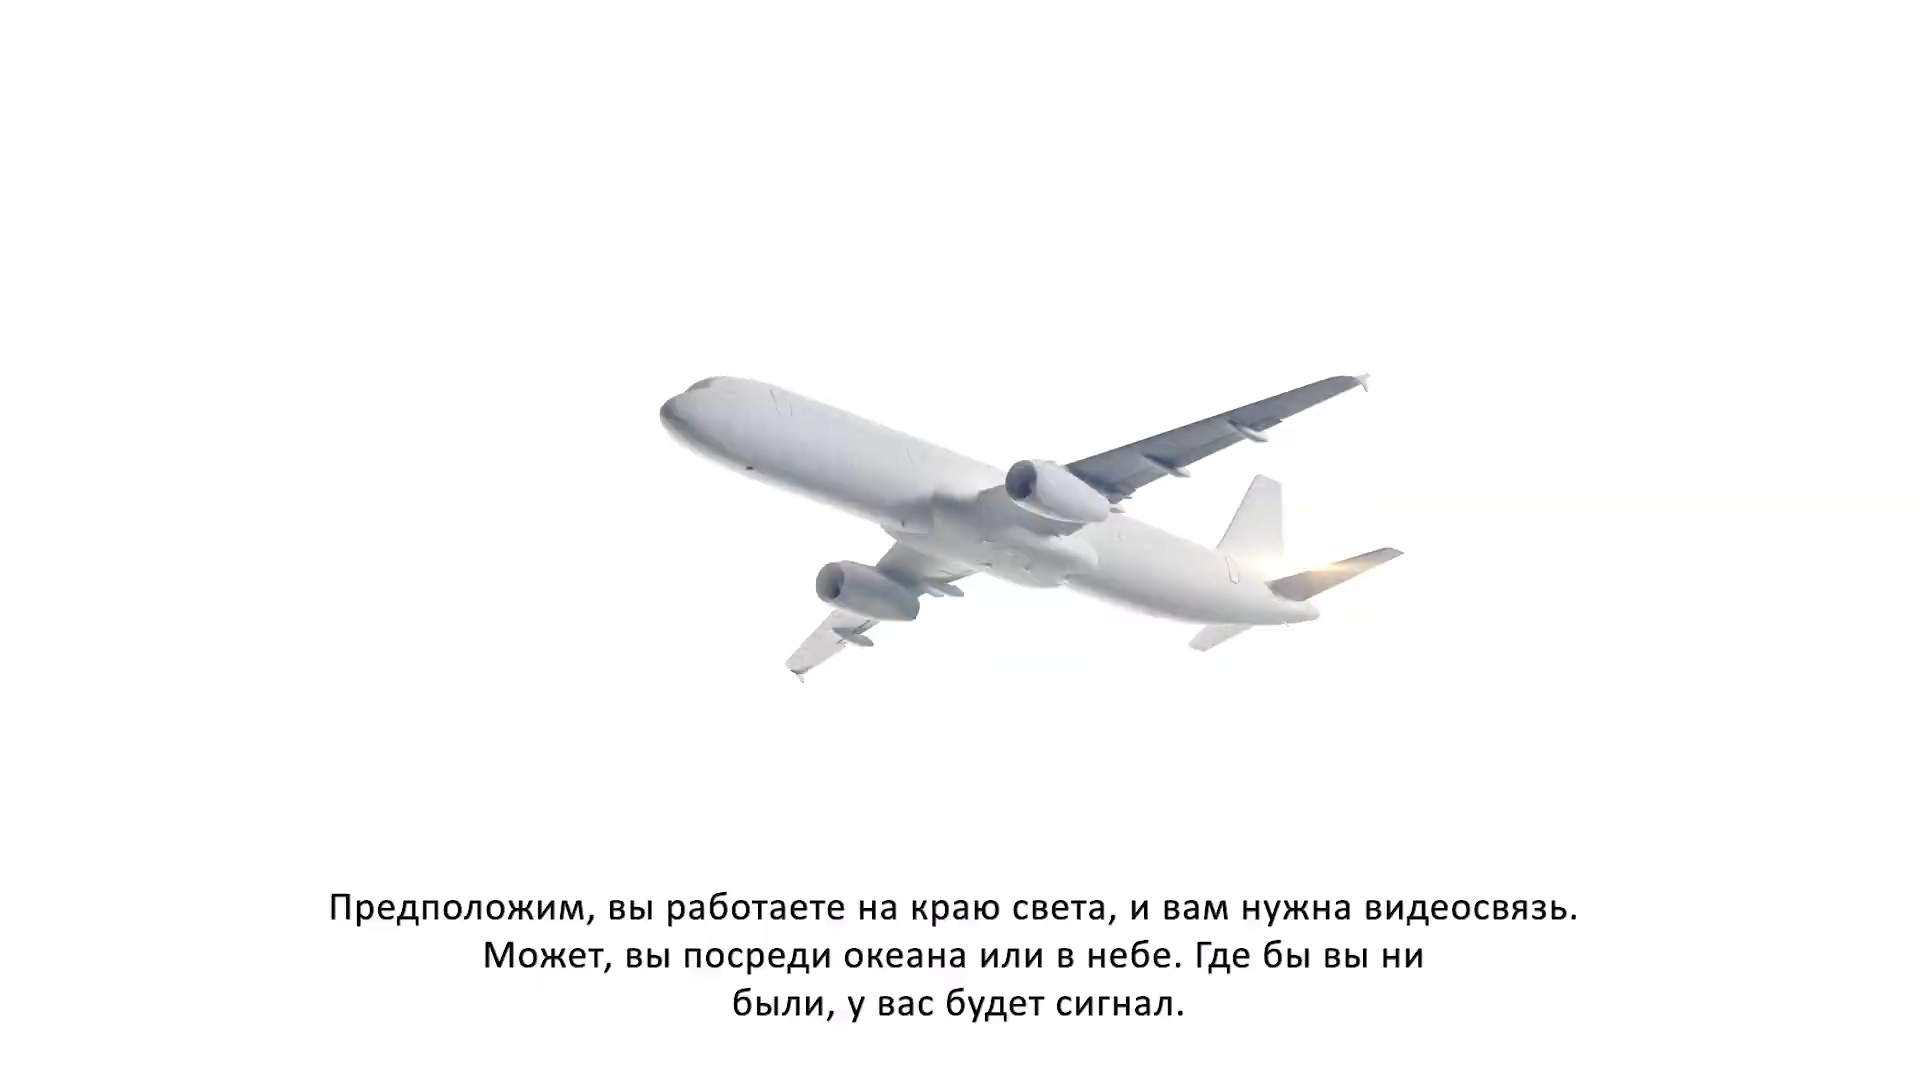 Предположим, вы работаете на краю света, и вам нужна видеосвязь.
Может, вы посреди океана или в небе. Где бы вы ни
были, у вас будет сигнал.